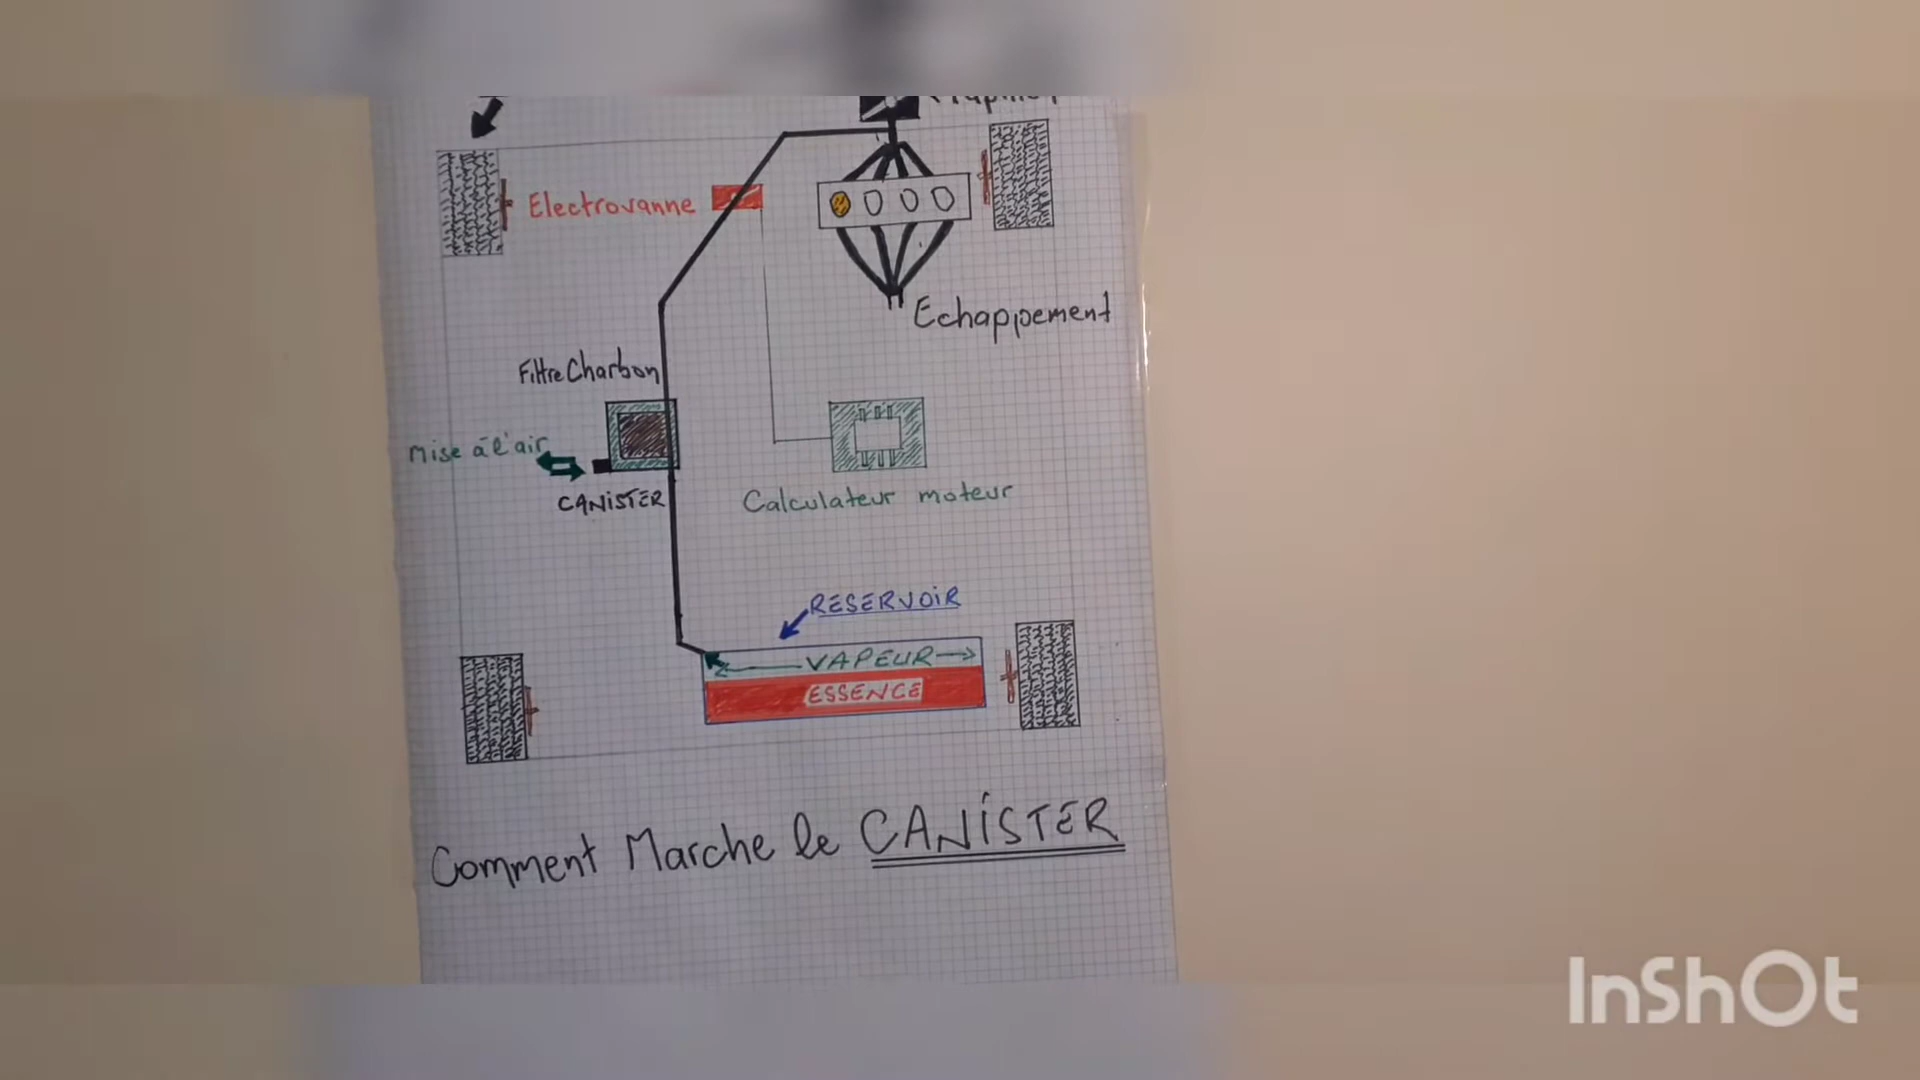 Electrovanne
Echappement
Filtre Charbon
Mise à l'air
CANiSTER
Calculateur moteur
RESERVOiR
VAPEUR
ESSENCE
Comment Marche le CANiSTER
InShOt